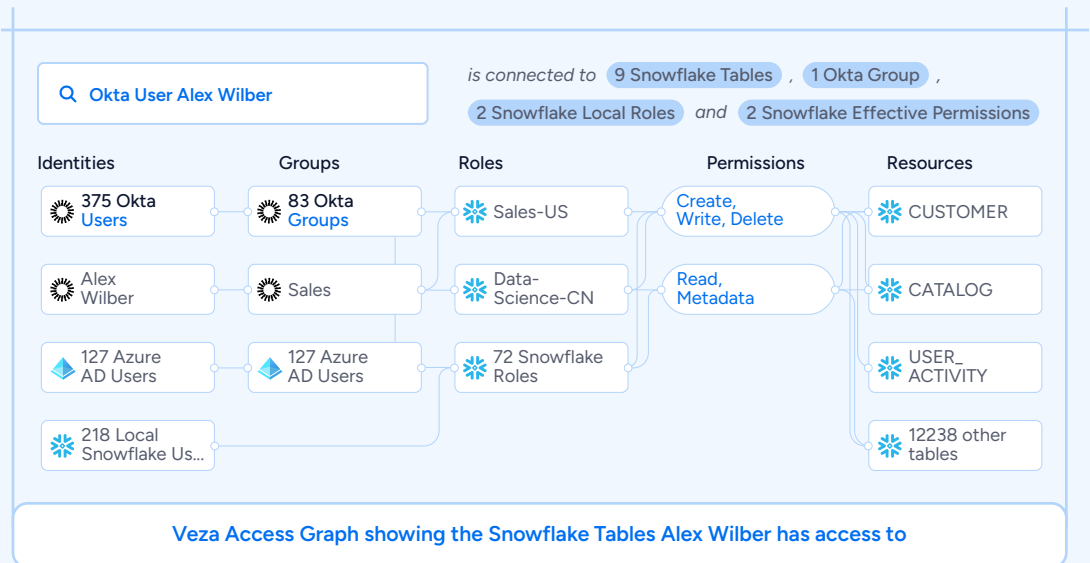 Okta User Alex Wilber
is connected to 9 Snowflake Tables , 1 Okta Group ,
2 Snowflake Local Roles and 2 Snowflake Effective Permissions
Identities
Groups
Roles
Permissions
Resources
375 Okta
Users
83 Okta
Groups
Sales-US
Create,
Write, Delete
CUSTOMER
Alex
Wilber
Sales
Data-
Science-CN
Read,
Metadata
CATALOG
127 Azure
AD Users
127 Azure
AD Users
72 Snowflake
Roles
USER_
ACTIVITY
218 Local
Snowflake Us...
12238 other
tables
Veza Access Graph showing the Snowflake Tables Alex Wilber has access to